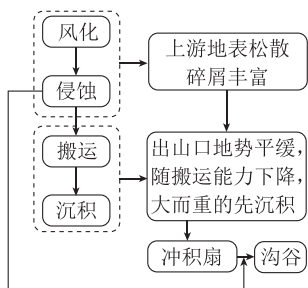 风化
侵蚀
搬运
沉积
上游地表松散
碎屑丰富
出山口地势平缓，
随搬运能力下降，
大而重的先沉积
冲积扇
沟谷